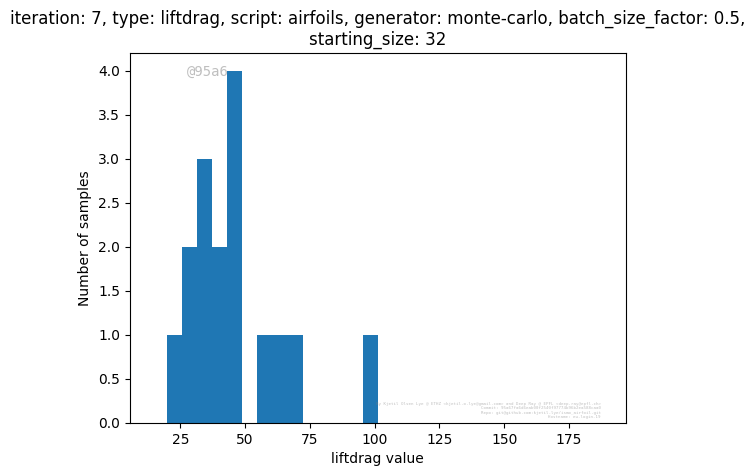 iteration: 7, type: liftdrag, script: airfoils, generator: monte-carlo, batch_size_factor: 0.5,
starting_size: 32
@95a6
4.0
3.5
3.0
2.5
2.0
1.5
1.0
0.5
0.0
Number of samples
25 50 75 100 125 150 175
liftdrag value